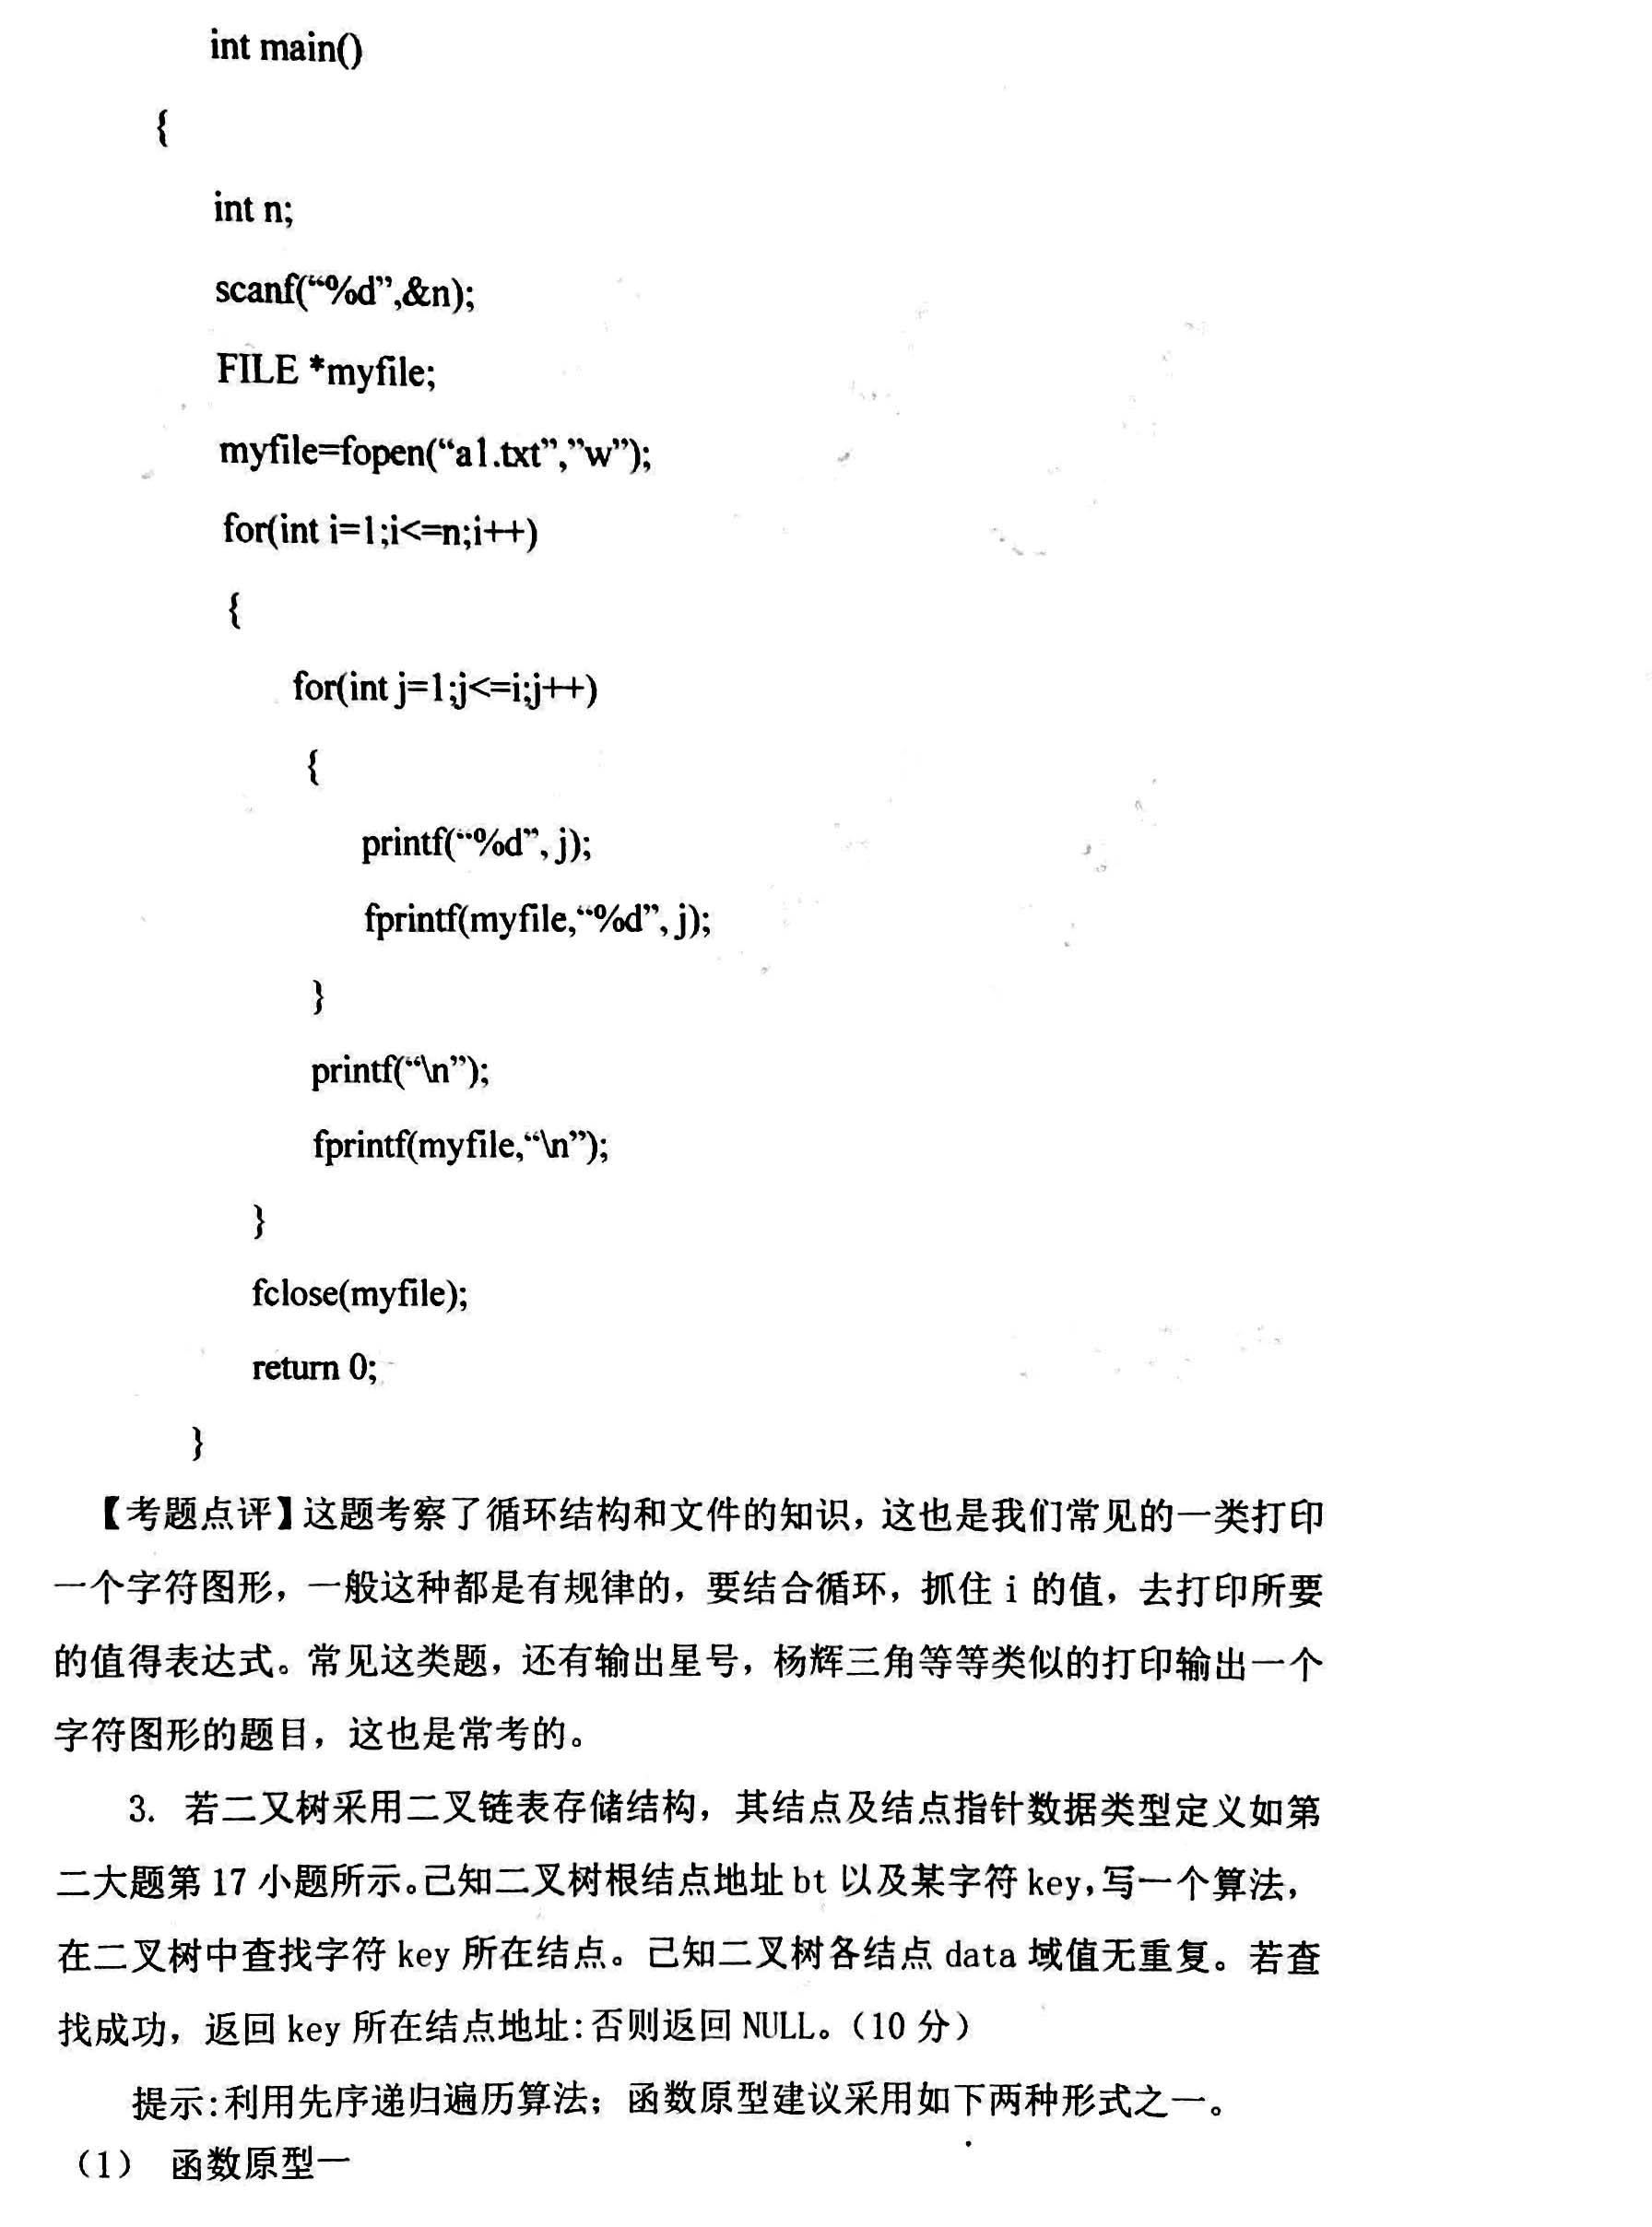 int main()
{
int n;
scanf(“%d”,&n);
FILE *myfile;
myfile=fopen(“a1.txt”,”w”);
for(int i=1;i<=n;i++)
{
for(int j=1;j<=i;j++)
{
printf(“%d”, j);
fprintf(myfile,“%d”, j);
}
printf(“\n”);
fprintf(myfile,“\n”);
}
fclose(myfile);
return 0;
}
【考题点评】这题考察了循环结构和文件的知识，这也是我们常见的一类打印
一个字符图形，一般这种都是有规律的，要结合循环，抓住 i 的值，去打印所要
的值得表达式。常见这类题，还有输出星号，杨辉三角等等类似的打印输出一个
字符图形的题目，这也是常考的。
3. 若二又树采用二叉链表存储结构，其结点及结点指针数据类型定义如第
二大题第 17 小题所示。己知二叉树根结点地址 bt 以及某字符 key，写一个算法，
在二叉树中查找字符 key 所在结点。己知二叉树各结点 data 域值无重复。若查
找成功，返回 key 所在结点地址:否则返回 NULL。（10 分）
提示:利用先序递归遍历算法；函数原型建议采用如下两种形式之一。
（1） 函数原型一